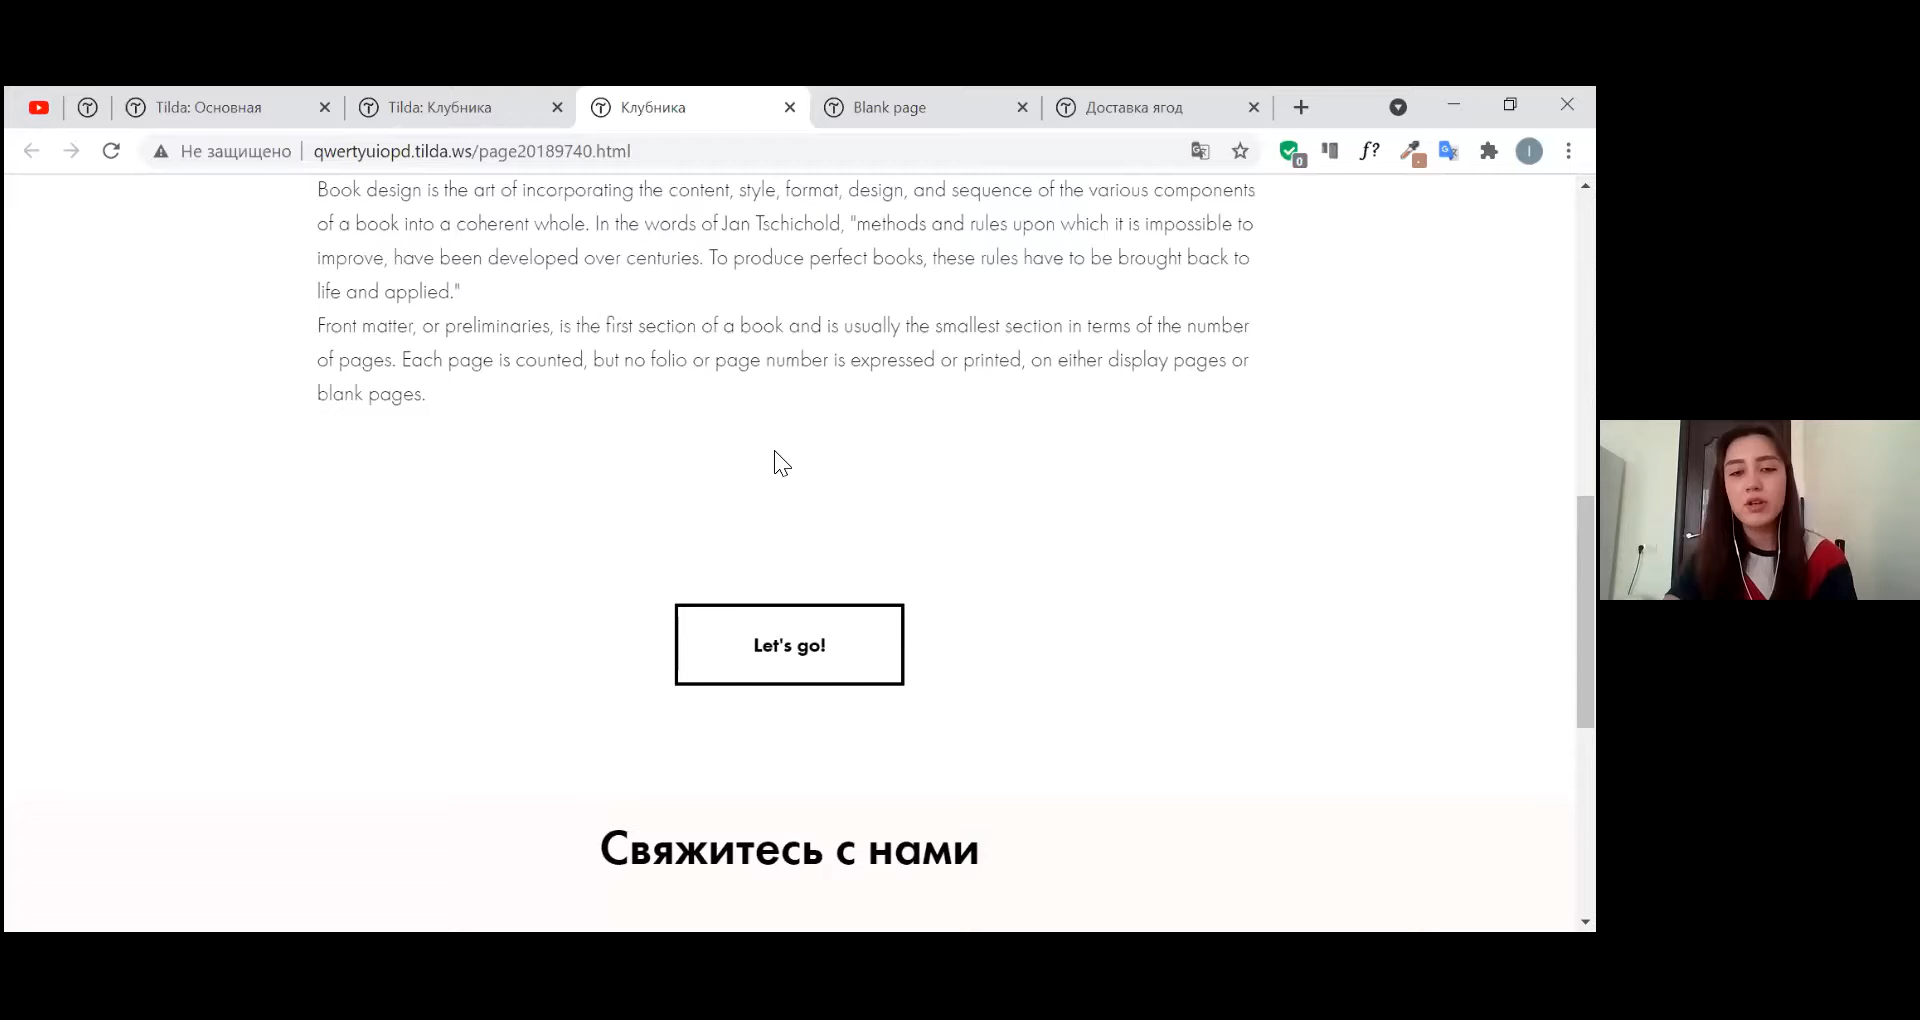 Tilda: Основная
Tilda: Клубника
Клубника
Blank page
Доставка ягод
Не защищено
qwertyuiopd.tilda.ws/page20189740.html
0
f?
I
Book design is the art of incorporating the content, style, format, design, and sequence of the various components
of a book into a coherent whole. In the words of Jan Tschichold, "methods and rules upon which it is impossible to
improve, have been developed over centuries. To produce perfect books, these rules have to be brought back to
life and applied."
Front matter, or preliminaries, is the first section of a book and is usually the smallest section in terms of the number
of pages. Each page is counted, but no folio or page number is expressed or printed, on either display pages or
blank pages.
Let's go!
Свяжитесь с нами